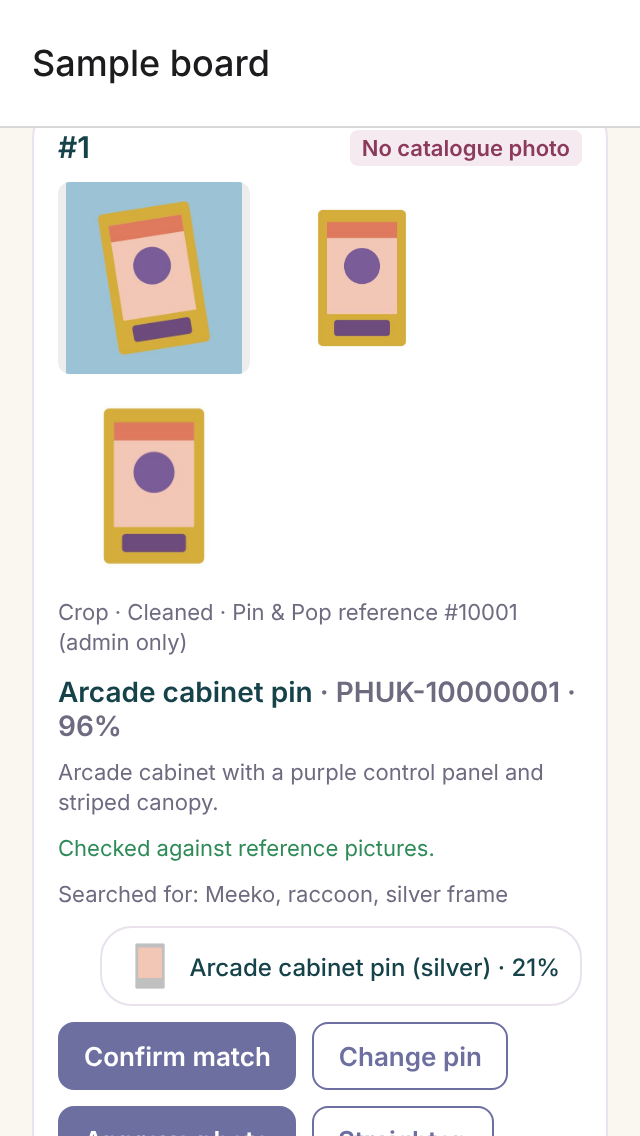 Sample board
#1
No catalogue photo
Crop · Cleaned · Pin & Pop reference #10001
(admin only)
Arcade cabinet pin · PHUK-10000001 ·
96%
Arcade cabinet with a purple control panel and
striped canopy.
Checked against reference pictures.
Searched for: Meeko, raccoon, silver frame
Arcade cabinet pin (silver) · 21%
Confirm match
Change pin